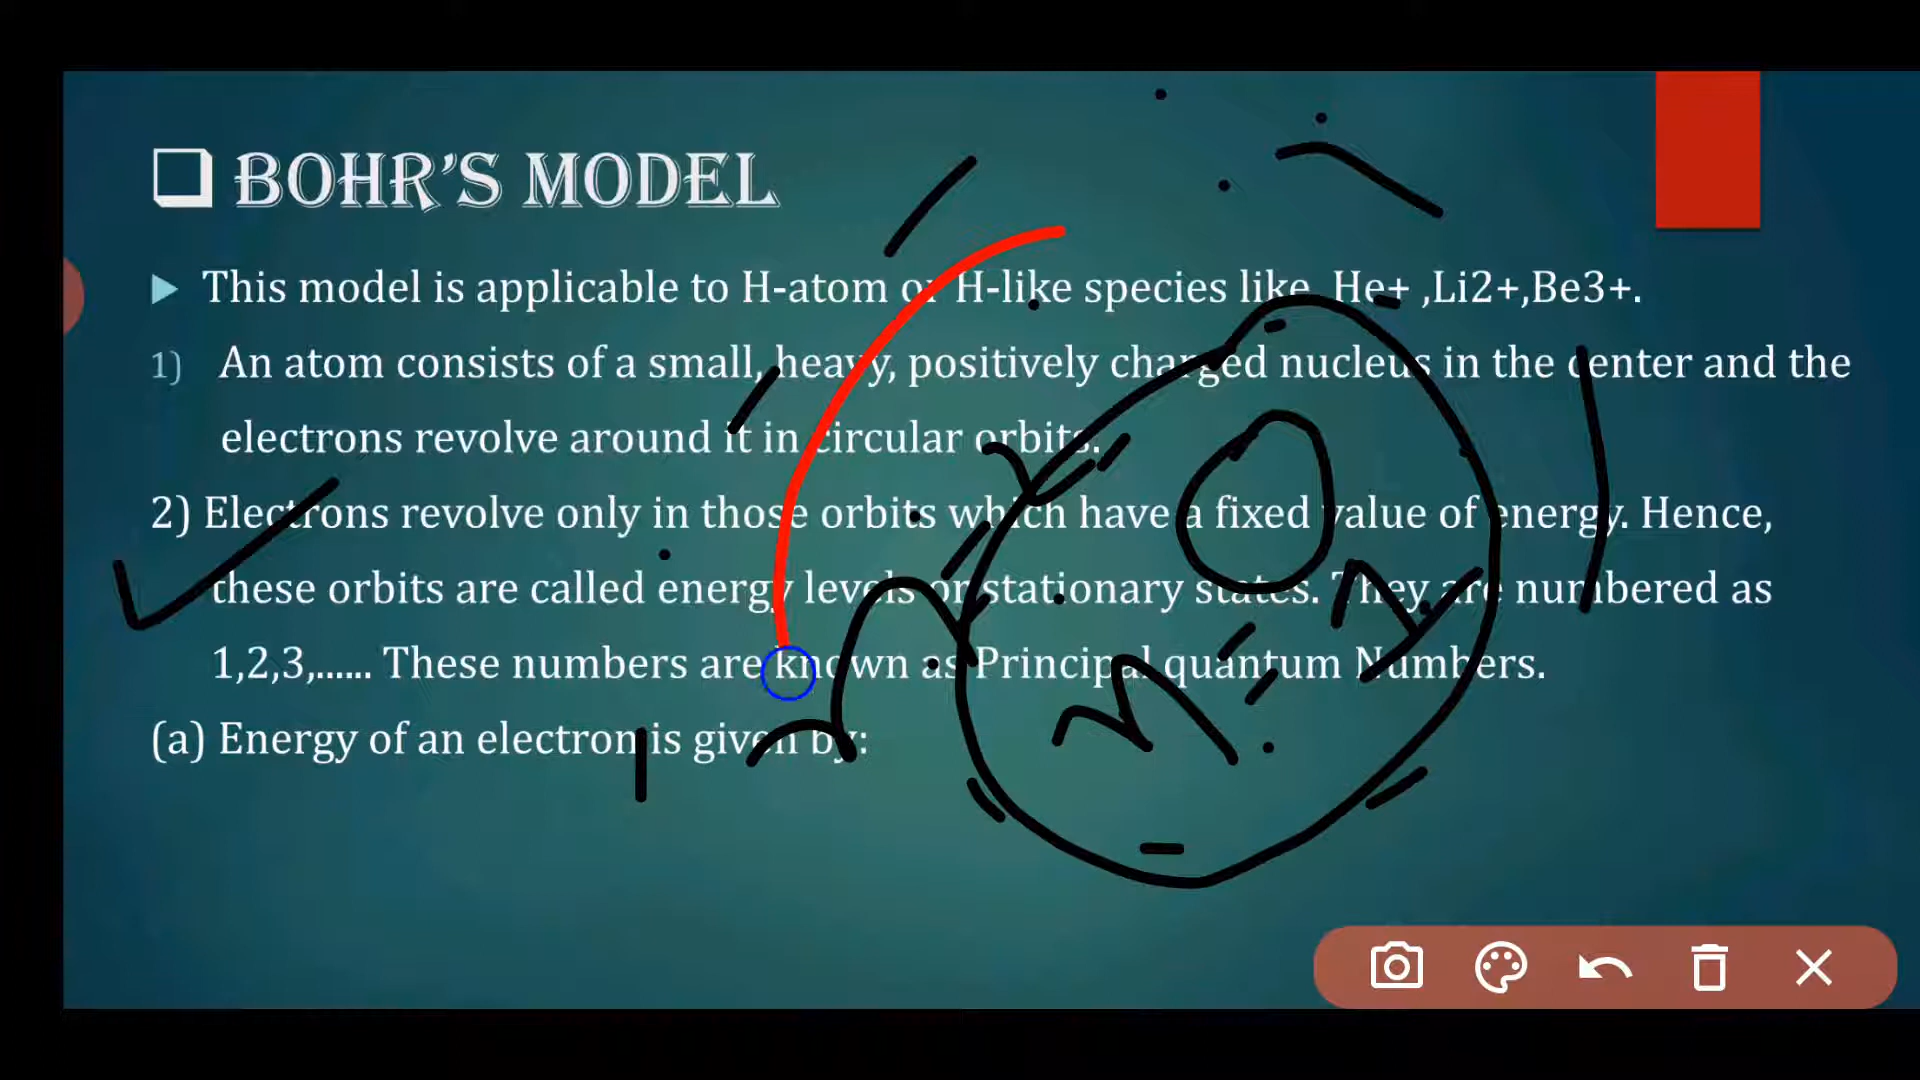 BOHR'S MODEL
This model is applicable to H-atom or H-like species like He+ ,Li2+,Be3+.
1) An atom consists of a small, heavy, positively charged nucleus in the center and the
electrons revolve around it in circular orbits.
2) Electrons revolve only in those orbits which have a fixed value of energy. Hence,
these orbits are called energy levels or stationary states. They are numbered as
1,2,3,...... These numbers are known as Principal quantum Numbers.
(a) Energy of an electron is given by: